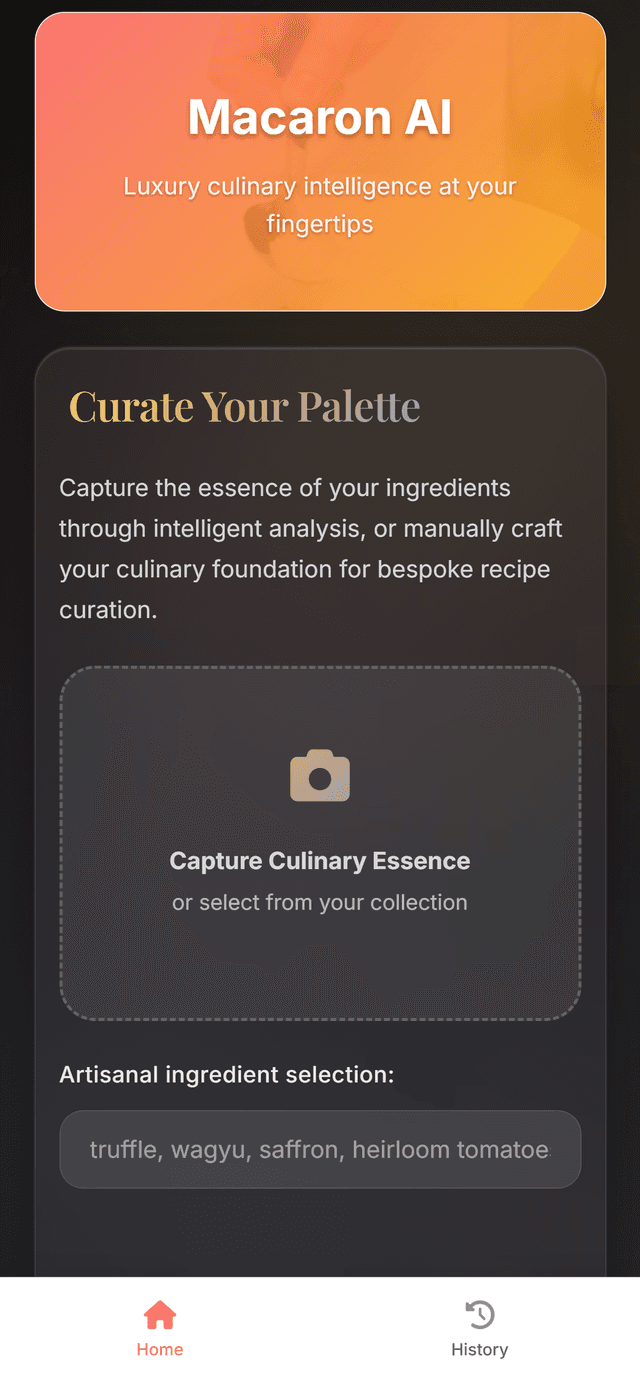 Macaron AI
Luxury culinary intelligence at your
fingertips
Curate Your Palette
Capture the essence of your ingredients
through intelligent analysis, or manually craft
your culinary foundation for bespoke recipe
curation.
Capture Culinary Essence
or select from your collection
Artisanal ingredient selection:
truffle, wagyu, saffron, heirloom tomatoe
Home
History